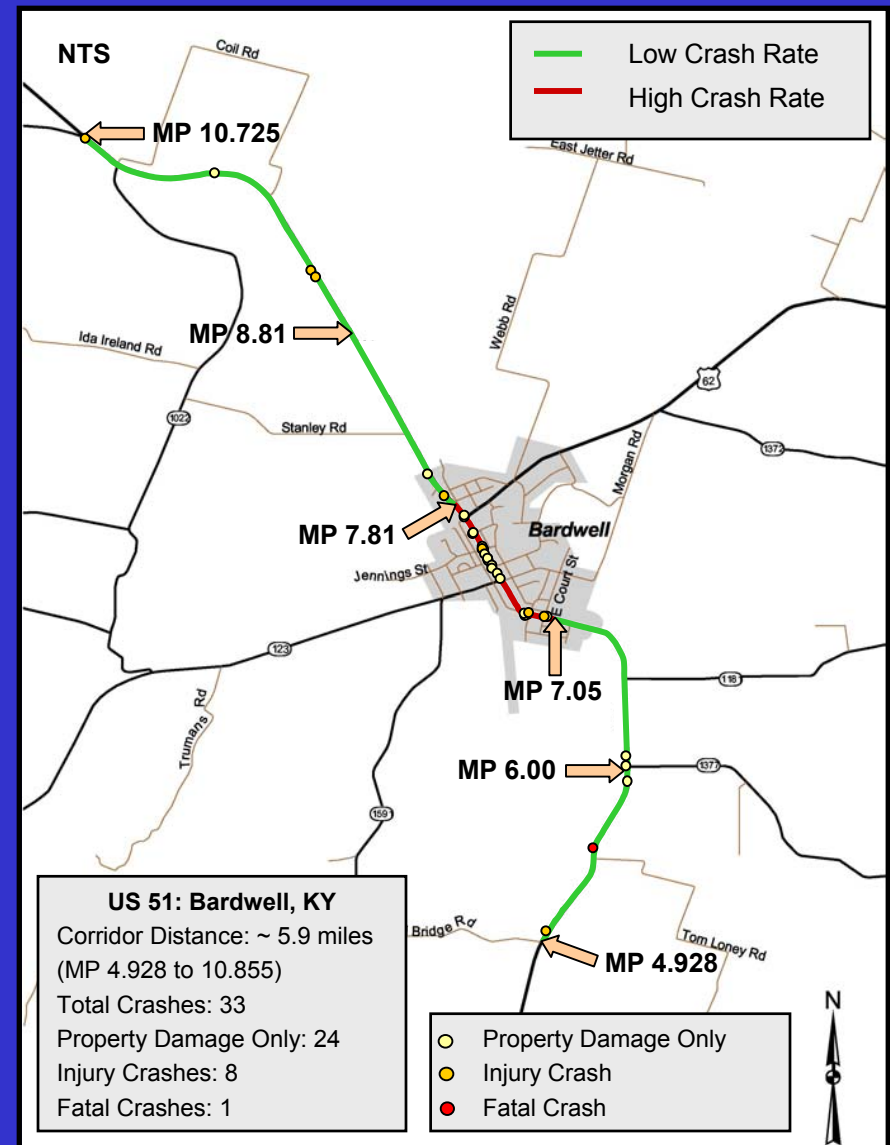 NTS
Coil Rd
Low Crash Rate
High Crash Rate
MP 10.725
East Jetter Rd
Webb Rd
MP 8.81
Ida Ireland Rd
62
1022
Stanley Rd
Morgan Rd
1372
MP 7.81
Bardwell
Jennings St
E Court St
123
MP 7.05
1181
Trumans Rd
MP 6.00
1377
1591
US 51: Bardwell, KY
Corridor Distance: ~ 5.9 miles
(MP 4.928 to 10.855)
Total Crashes: 33
Property Damage Only: 24
Injury Crashes: 8
Fatal Crashes: 1
Bridge Rd
Tom Loney Rd
MP 4.928
Property Damage Only
Injury Crash
Fatal Crash
N